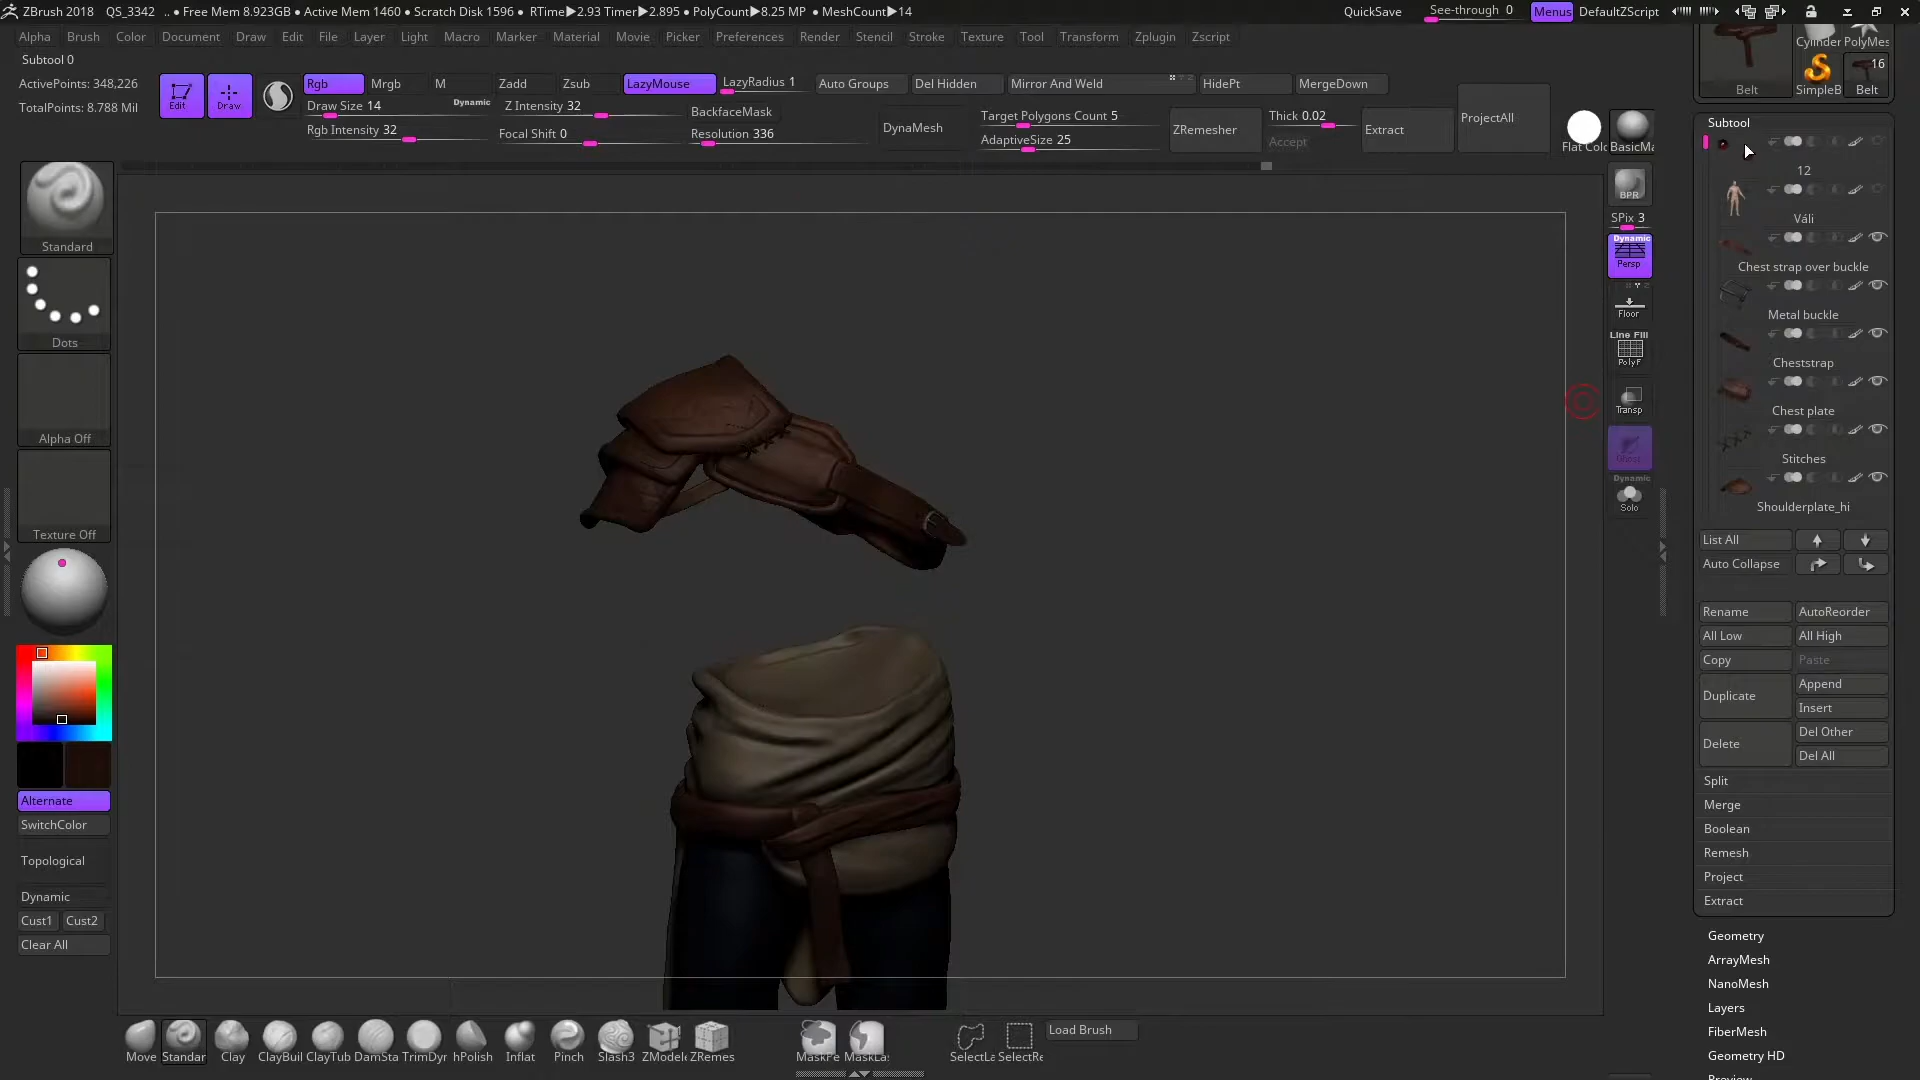 ZBrush 2018 QS_3342 .. • Free Mem 8.923GB • Active Mem 1460 • Scratch Disk 1596 • RTime▶2.93 Timer▶2.895 • PolyCount▶8.25 MP • MeshCount▶14 QuickSave See-through 0 Menus DefaultZScript
Alpha Brush Color Document Draw Edit File Layer Light Macro Marker Material Movie Picker Preferences Render Stencil Stroke Texture Tool Transform Zplugin Zscript
Subtool 0
ActivePoints: 348,226
TotalPoints: 8.788 Mil
Edit
Draw
Rgb Mrgb M Zadd Zsub LazyMouse LazyRadius 1 Auto Groups Del Hidden Mirror And Weld HidePt MergeDown
Draw Size 14 Dynamic Z Intensity 32 BackfaceMask
Rgb Intensity 32 Focal Shift 0 Resolution 336
DynaMesh
Target Polygons Count 5
AdaptiveSize 25
ZRemesher
Thick 0.02
Accept
Extract
ProjectAll
Flat Colo BasicMa
Cylinder PolyMes
16
Belt SimpleB Belt
Standard
Dots
Alpha Off
Texture Off
Alternate
SwitchColor
Topological
Dynamic
Cust1 Cust2
Clear All
BPR
SPix 3
Dynamic
Persp
Floor
Line Fill
PolyF
Transp
Ghost
Dynamic
Solo
Subtool
12
Váli
Chest strap over buckle
Metal buckle
Cheststrap
Chest plate
Stitches
Shoulderplate_hi
List All
Auto Collapse
Rename AutoReorder
All Low All High
Copy Paste
Duplicate Append
Insert
Delete Del Other
Del All
Split
Merge
Boolean
Remesh
Project
Extract
Geometry
ArrayMesh
NanoMesh
Layers
FiberMesh
Geometry HD
Preview
Move Standar Clay ClayBuil ClayTub DamSta TrimDyr hPolish Inflat Pinch Slash3 ZModele ZRemes MaskPe MaskLa: SelectLa SelectRe Load Brush